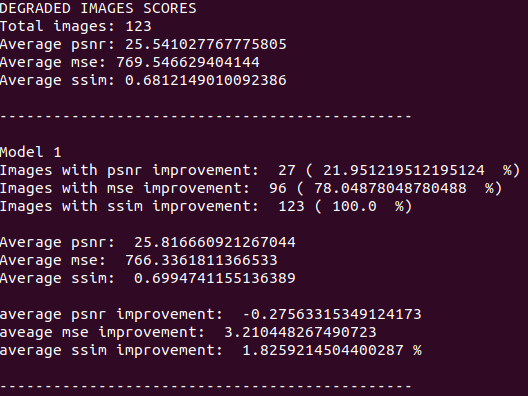 DEGRADED IMAGES SCORES
Total images: 123
Average psnr: 25.541027767775805
Average mse: 769.546629404144
Average ssim: 0.6812149010092386
----------------------------------------------
Model 1
Images with psnr improvement:  27 ( 21.951219512195124  %)
Images with mse improvement:  96 ( 78.04878048780488  %)
Images with ssim improvement:  123 ( 100.0  %)
Average psnr:  25.816660921267044
Average mse:  766.3361811366533
Average ssim:  0.6994741155136389
average psnr improvement:  -0.27563315349124173
aveage mse improvement:  3.210448267490723
average ssim improvement:  1.8259214504400287 %
----------------------------------------------